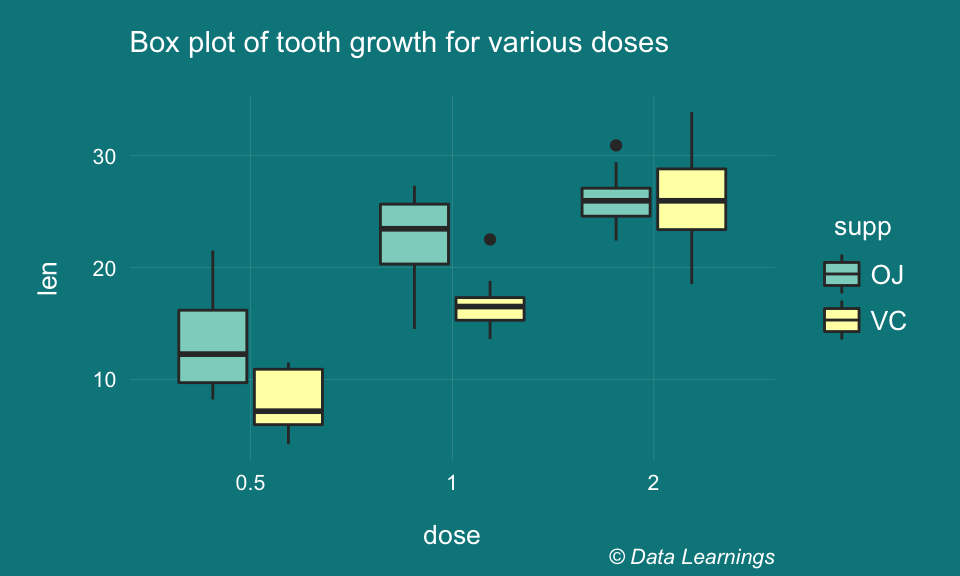 Box plot of tooth growth for various doses
30
20
10
len
0.5 1 2
dose
supp
OJ
VC
© Data Learnings